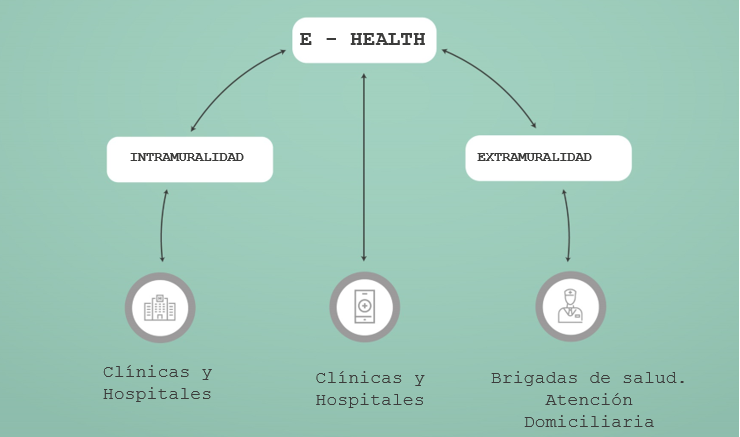 E – HEALTH
INTRAMURALIDAD
EXTRAMURALIDAD
Clínicas y
Hospitales
Clínicas y
Hospitales
Brigadas de salud.
Atención
Domiciliaria